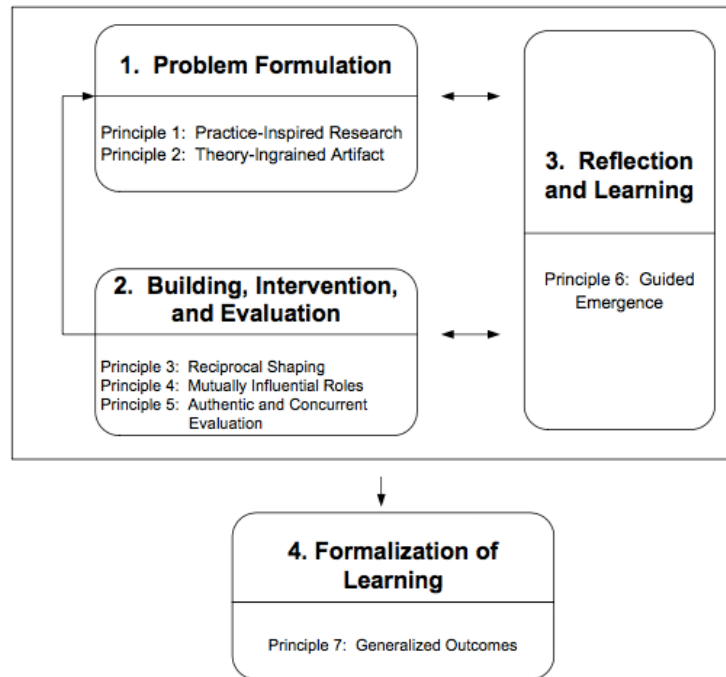 1. Problem Formulation
Principle 1: Practice-Inspired Research
Principle 2: Theory-Ingrained Artifact
2. Building, Intervention,
and Evaluation
Principle 3: Reciprocal Shaping
Principle 4: Mutually Influential Roles
Principle 5: Authentic and Concurrent
Evaluation
3. Reflection
and Learning
Principle 6: Guided
Emergence
4. Formalization of
Learning
Principle 7: Generalized Outcomes